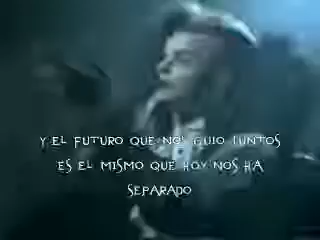 Y EL FUTURO QUE NOS GUIO JUNTOS
ES EL MISMO QUE HOY NOS HA
SEPARADO